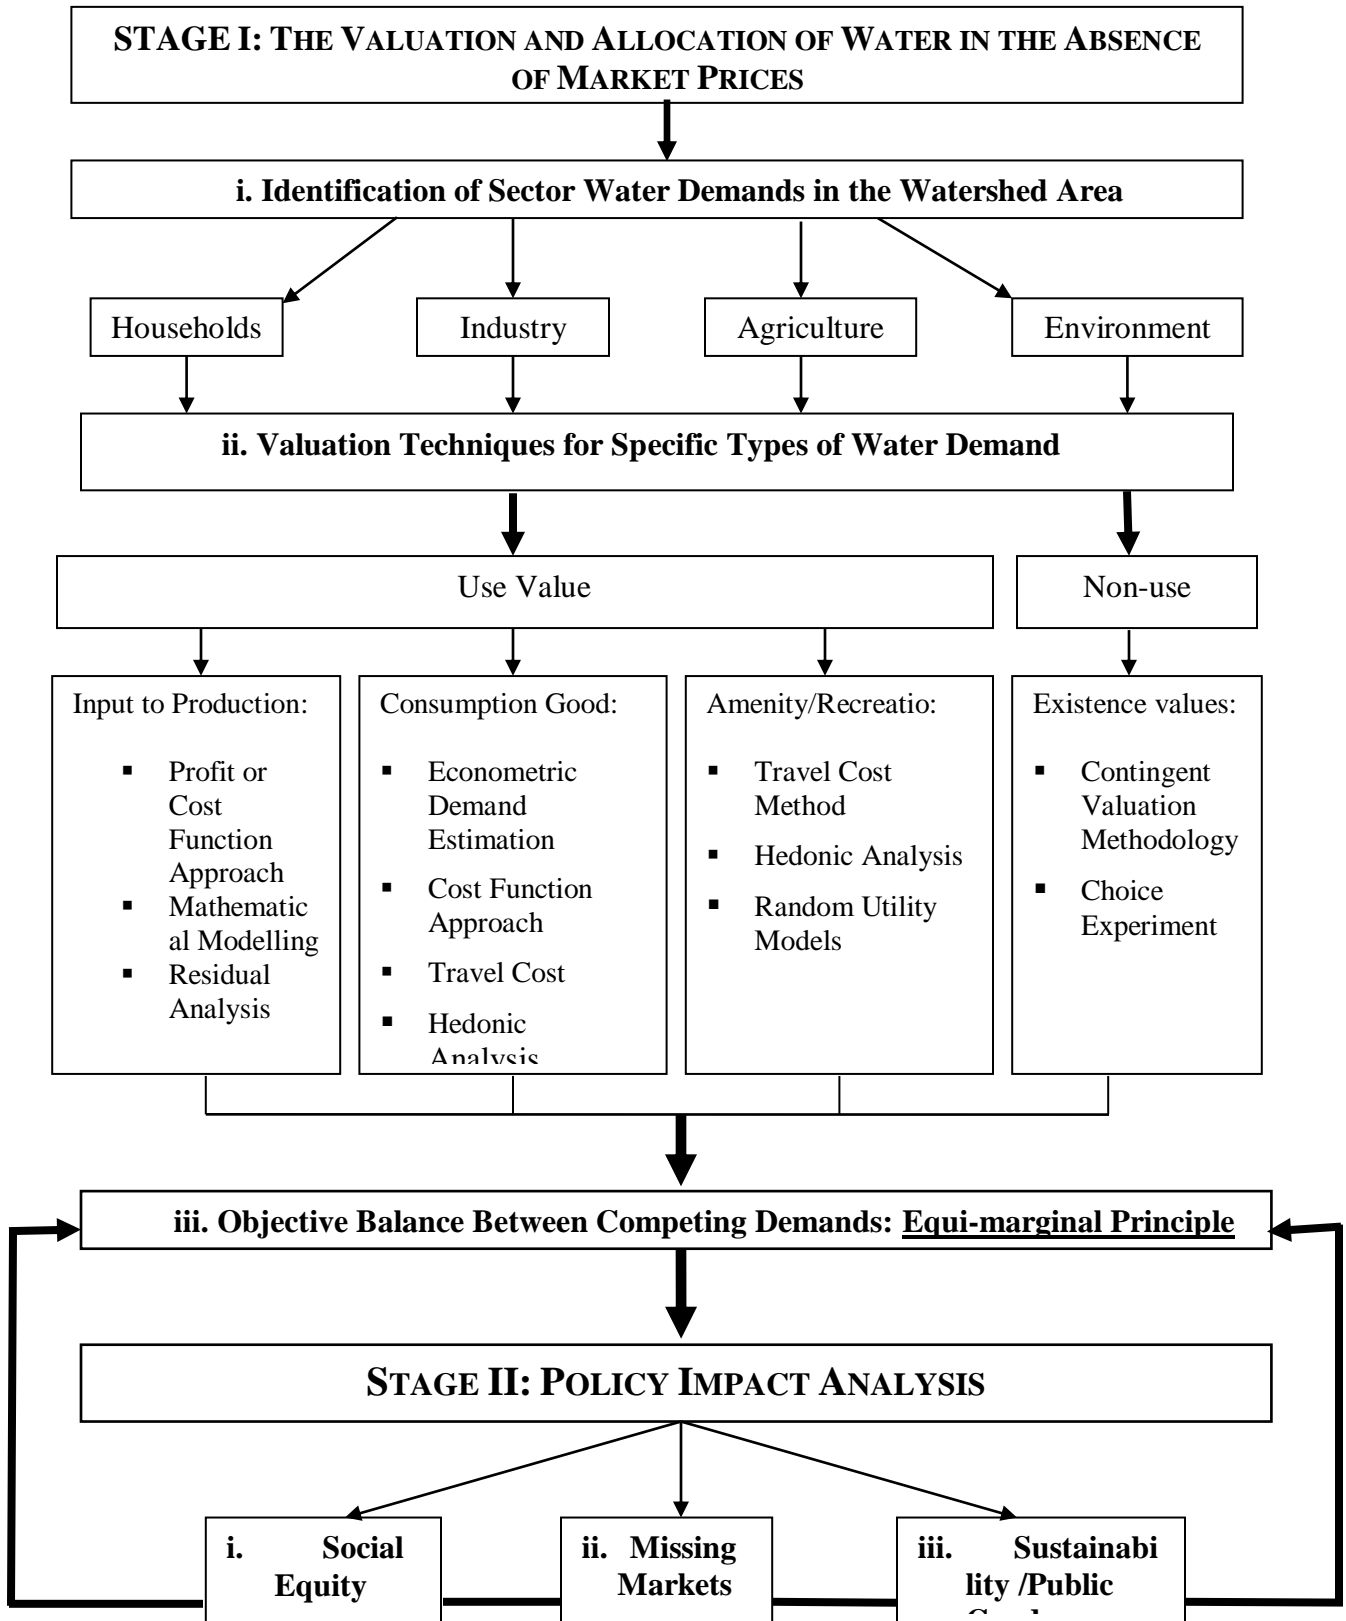 STAGE I: THE VALUATION AND ALLOCATION OF WATER IN THE ABSENCE
OF MARKET PRICES
i. Identification of Sector Water Demands in the Watershed Area
Households
Industry
Agriculture
Environment
ii. Valuation Techniques for Specific Types of Water Demand
Use Value
Non-use
Input to Production:
▪ Profit or
Cost
Function
Approach
▪ Mathematic
al Modelling
▪ Residual
Analysis
Consumption Good:
▪ Econometric
Demand
Estimation
▪ Cost Function
Approach
▪ Travel Cost
▪ Hedonic
Analysis
Amenity/Recreatio:
▪ Travel Cost
Method
▪ Hedonic Analysis
▪ Random Utility
Models
Existence values:
▪ Contingent
Valuation
Methodology
▪ Choice
Experiment
iii. Objective Balance Between Competing Demands: Equi-marginal Principle
STAGE II: POLICY IMPACT ANALYSIS
i. Social
Equity
ii. Missing
Markets
iii. Sustainabi
lity /Public